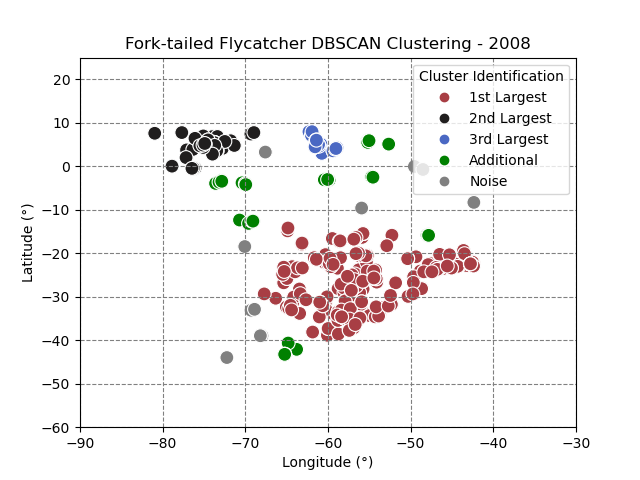 Fork-tailed Flycatcher DBSCAN Clustering - 2008
Cluster Identification
1st Largest
2nd Largest
3rd Largest
Additional
Noise
20
10
0
−10
−20
−30
−40
−50
−60
Latitude (°)
−90
−80
−70
−60
−50
−40
−30
Longitude (°)